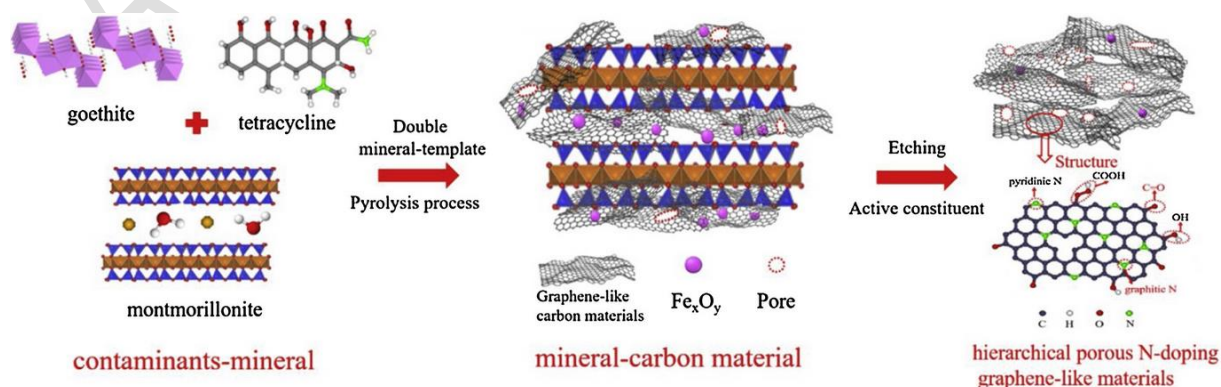 goethite
tetracycline
montmorillonite
contaminants-mineral
Double
mineral-template
Pyrolysis process
Graphene-like
carbon materials
FexOy
Pore
mineral-carbon material
Etching
Active constituent
Structure
pyridinic N
COOH
C=O
OH
graphitic N
C H O N
hierarchical porous N-doping
graphene-like materials